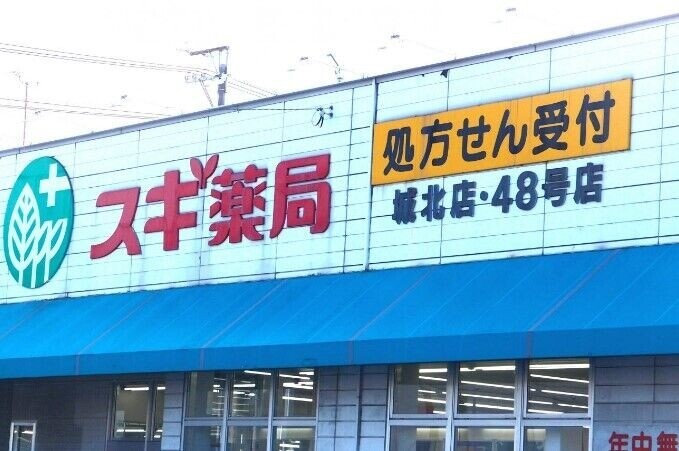 スギ薬局
処方せん受付
城北店・48号店
年中無